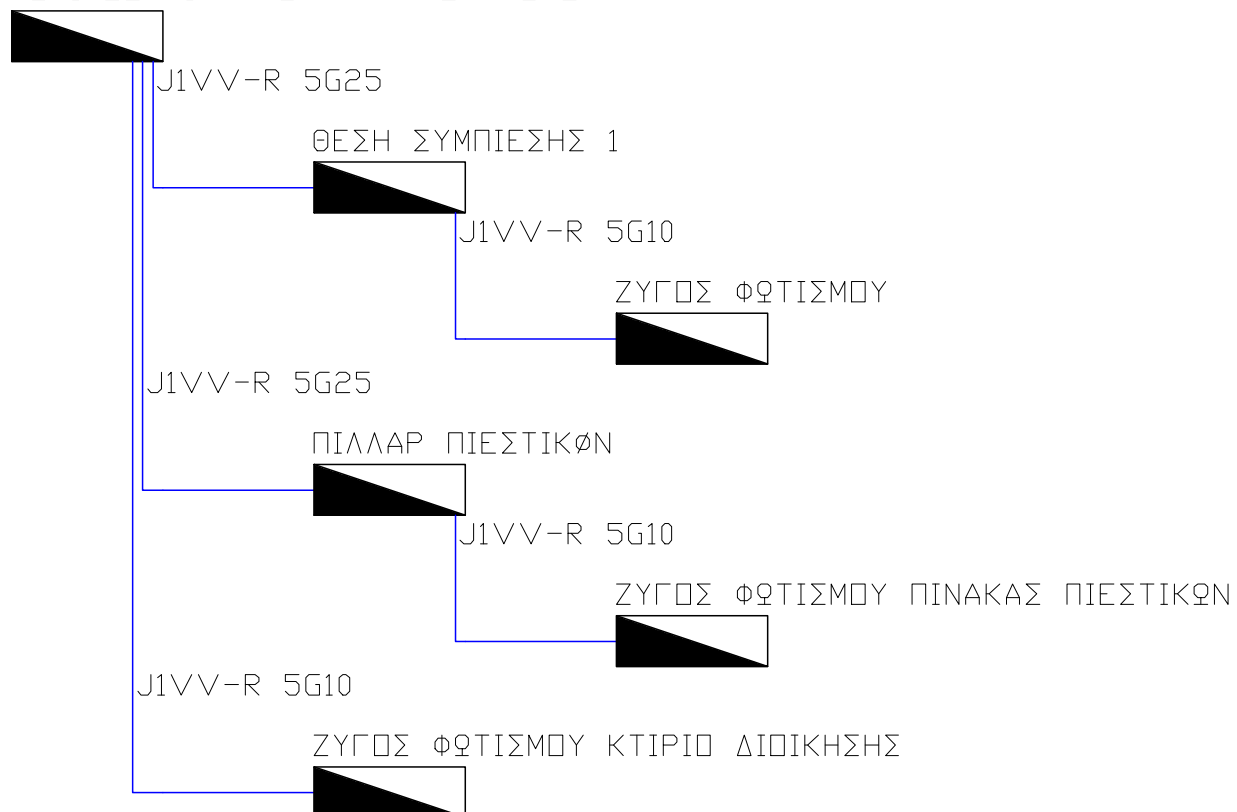 J1VV-R 5G25
ΘΕΣΗ ΣΥΜΠΙΕΣΗΣ 1
J1VV-R 5G10
ΖΥΓΟΣ ΦΩΤΙΣΜΟΥ
J1VV-R 5G25
ΠΙΛΛΑΡ ΠΙΕΣΤΙΚØΝ
J1VV-R 5G10
ΖΥΓΟΣ ΦΩΤΙΣΜΟΥ ΠΙΝΑΚΑΣ ΠΙΕΣΤΙΚΩΝ
J1VV-R 5G10
ΖΥΓΟΣ ΦΩΤΙΣΜΟΥ ΚΤΙΡΙΟ ΔΙΟΙΚΗΣΗΣ